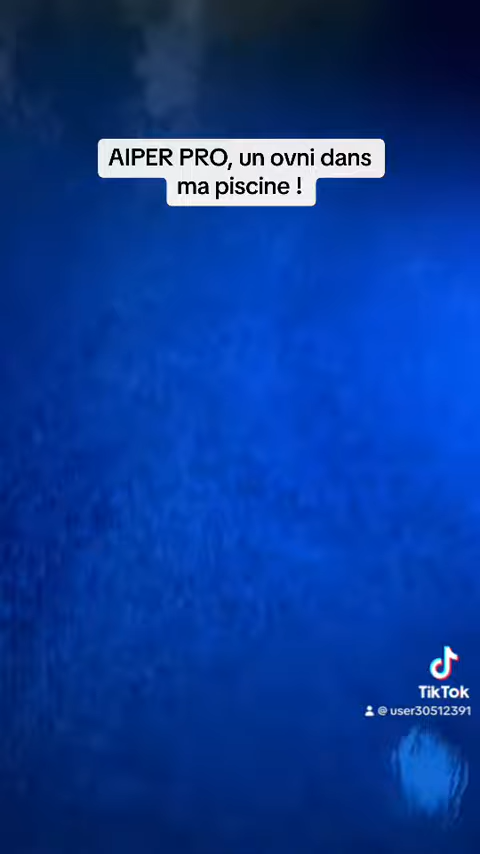 AIPER PRO, un ovni dans
ma piscine !
TikTok
@ user30512391